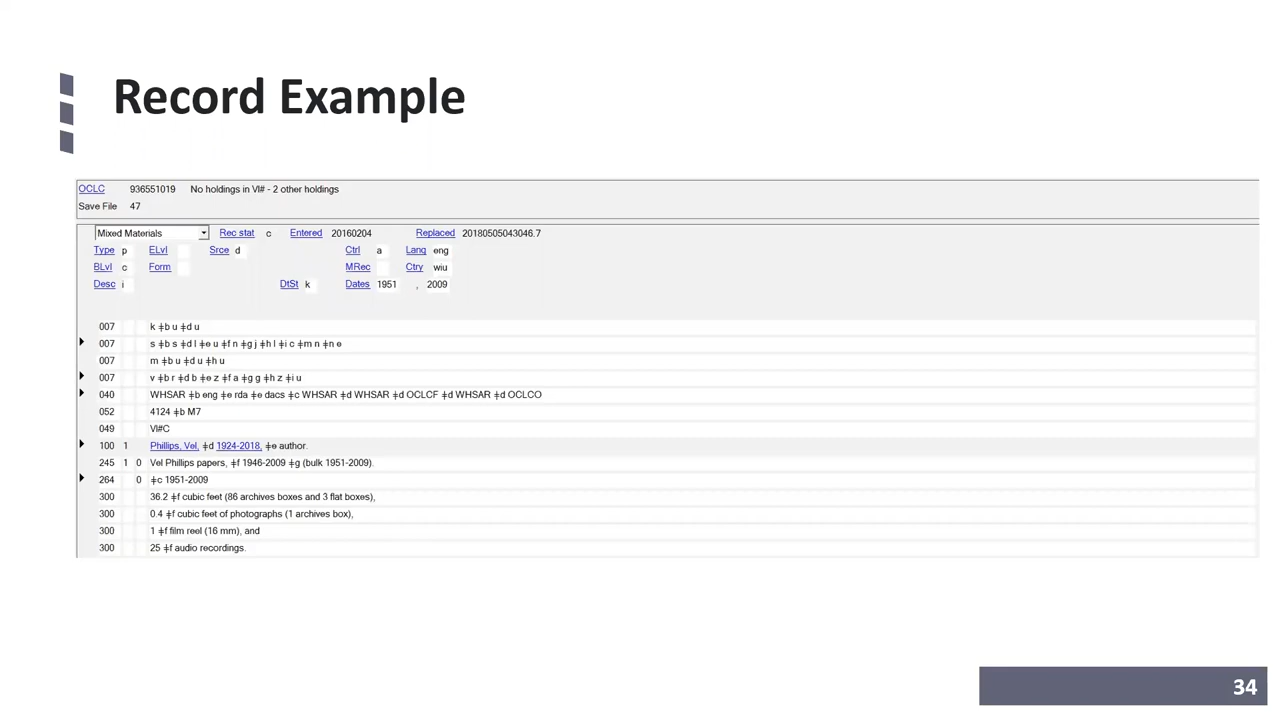 Record Example
OCLC 936551019 No holdings in VI# - 2 other holdings
Save File 47
Mixed Materials Rec stat c Entered 20160204 Replaced 20180505043046.7
Type p ELvl Srce d Ctrl a Lang eng
BLvl c Form MRec Ctry wiu
Desc i DtSt k Dates 1951 , 2009
007 k ǂb u ǂd u
007 s ǂb s ǂd l ǂe u ǂf n ǂg j ǂh l ǂi c ǂm n ǂn e
007 m ǂb u ǂd u ǂh u
007 v ǂb r ǂd b ǂe z ǂf a ǂg g ǂh z ǂi u
040 WHSAR ǂb eng ǂe rda ǂe dacs ǂc WHSAR ǂd WHSAR ǂd OCLCF ǂd WHSAR ǂd OCLCO
052 4124 ǂb M7
049 VI#C
100 1 Phillips, Vel, ǂd 1924-2018, ǂe author.
245 1 0 Vel Phillips papers, ǂf 1946-2009 ǂg (bulk 1951-2009).
264 0 ǂc 1951-2009
300 36.2 ǂf cubic feet (86 archives boxes and 3 flat boxes),
300 0.4 ǂf cubic feet of photographs (1 archives box),
300 1 ǂf film reel (16 mm), and
300 25 ǂf audio recordings.
34